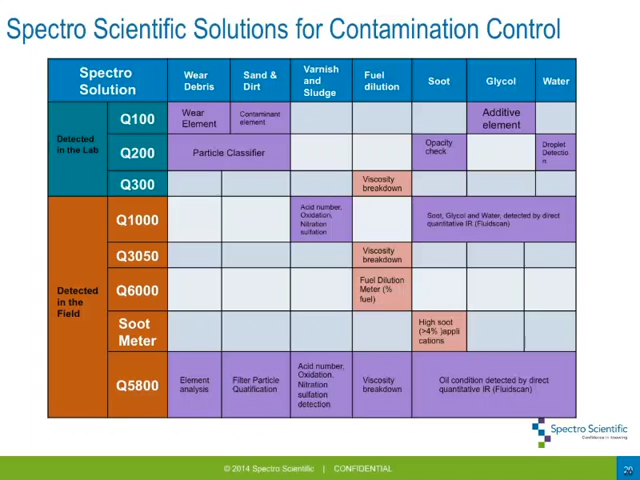 Spectro Scientific Solutions for Contamination Control
Spectro
Solution
Wear
Debris
Sand &
Dirt
Varnish
and
Sludge
Fuel
dilution
Soot
Glycol
Water
Detected
in the Lab
Q100
Wear
Element
Contaminant
element
Additive
element
Q200
Particle Classifier
Opacity
check
Droplet
Detectio
n
Q300
Viscosity
breakdown
Detected
in the
Field
Q1000
Acid number,
Oxidation,
Nitration
sulfation
Soot, Glycol and Water, detected by direct
quantitative IR (Fluidscan)
Q3050
Viscosity
breakdown
Q6000
Fuel Dilution
Meter (%
fuel)
Soot
Meter
High soot
(>4% )appli
cations
Q5800
Element
analysis
Filter Particle
Quatification
Acid number,
Oxidation.
Nitration
sulfation
detection
Viscosity
breakdown
Oil condition detected by direct
quantitative IR (Fluidscan)
Spectro Scientific
Confidence in knowing
© 2014 Spectro Scientific | CONFIDENTIAL
20